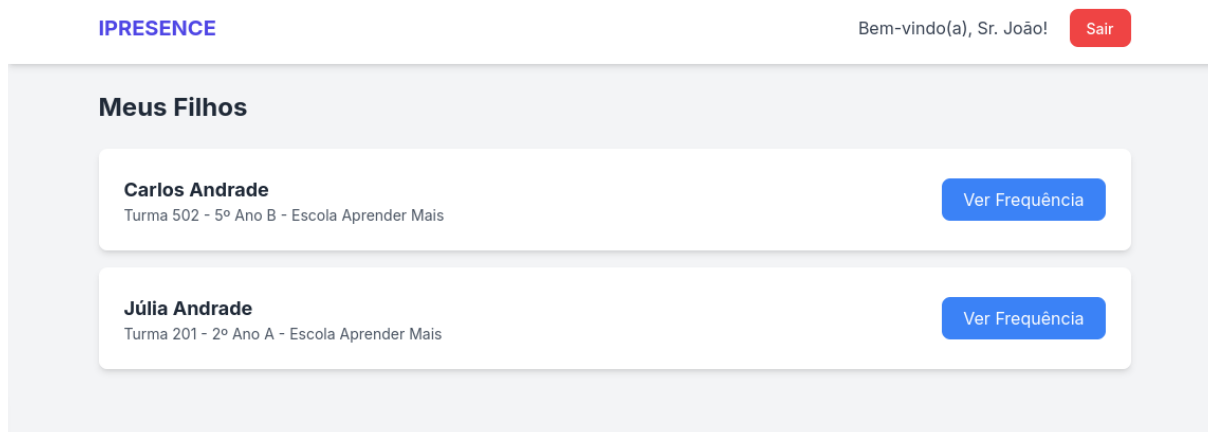 IPRESENCE
Bem-vindo(a), Sr. João!
Sair
Meus Filhos
Carlos Andrade
Turma 502 - 5º Ano B - Escola Aprender Mais
Ver Frequência
Júlia Andrade
Turma 201 - 2º Ano A - Escola Aprender Mais
Ver Frequência